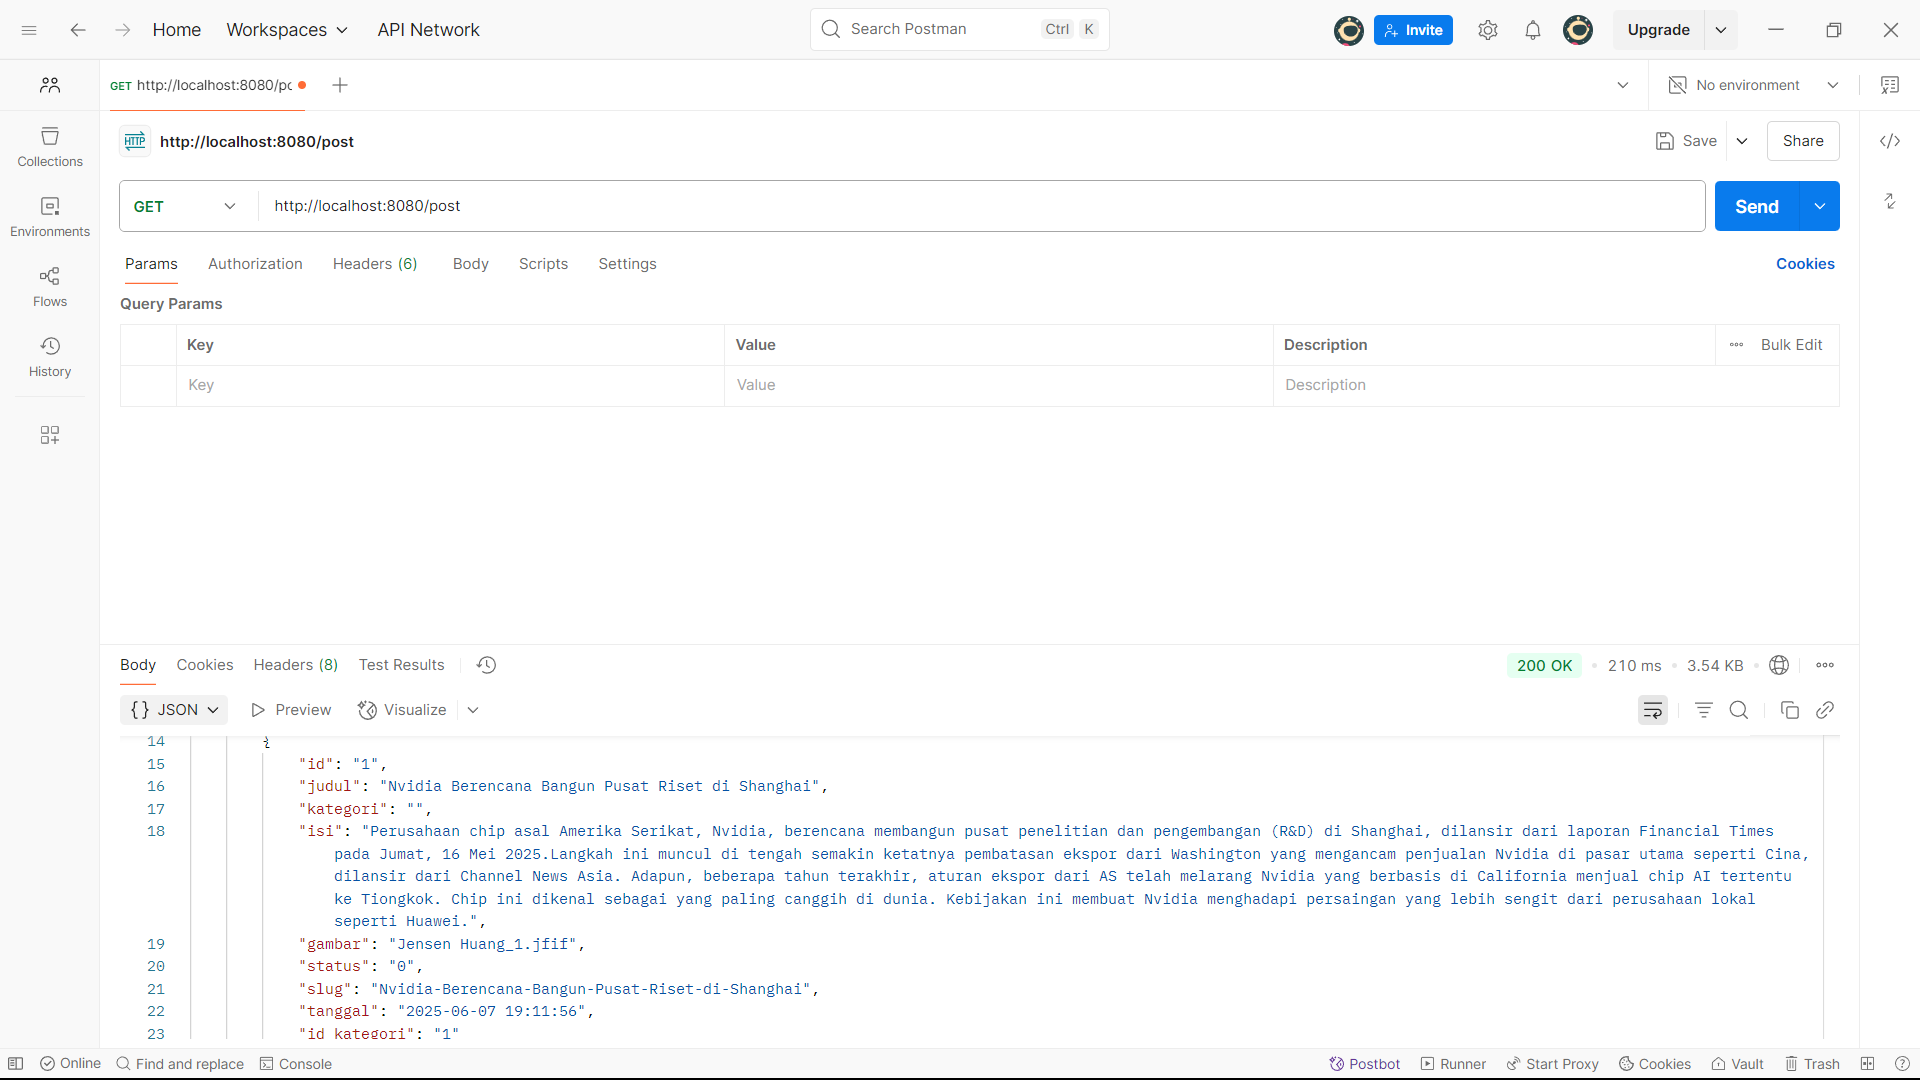 Home Workspaces API Network Search Postman Ctrl K Invite Upgrade
GET http://localhost:8080/pc No environment
HTTP http://localhost:8080/post Save Share
GET http://localhost:8080/post Send
Collections
Environments
Flows
History
Params Authorization Headers (6) Body Scripts Settings Cookies
Query Params
Key Value Description Bulk Edit
Key Value Description
Body Cookies Headers (8) Test Results 200 OK 210 ms 3.54 KB
{} JSON Preview Visualize
14 {
15 "id": "1",
16 "judul": "Nvidia Berencana Bangun Pusat Riset di Shanghai",
17 "kategori": "",
18 "isi": "Perusahaan chip asal Amerika Serikat, Nvidia, berencana membangun pusat penelitian dan pengembangan (R&D) di Shanghai, dilansir dari laporan Financial Times
pada Jumat, 16 Mei 2025.Langkah ini muncul di tengah semakin ketatnya pembatasan ekspor dari Washington yang mengancam penjualan Nvidia di pasar utama seperti Cina,
dilansir dari Channel News Asia. Adapun, beberapa tahun terakhir, aturan ekspor dari AS telah melarang Nvidia yang berbasis di California menjual chip AI tertentu
ke Tiongkok. Chip ini dikenal sebagai yang paling canggih di dunia. Kebijakan ini membuat Nvidia menghadapi persaingan yang lebih sengit dari perusahaan lokal
seperti Huawei.",
19 "gambar": "Jensen Huang_1.jfif",
20 "status": "0",
21 "slug": "Nvidia-Berencana-Bangun-Pusat-Riset-di-Shanghai",
22 "tanggal": "2025-06-07 19:11:56",
23 "id_kategori": "1"
Online Find and replace Console Postbot Runner Start Proxy Cookies Vault Trash